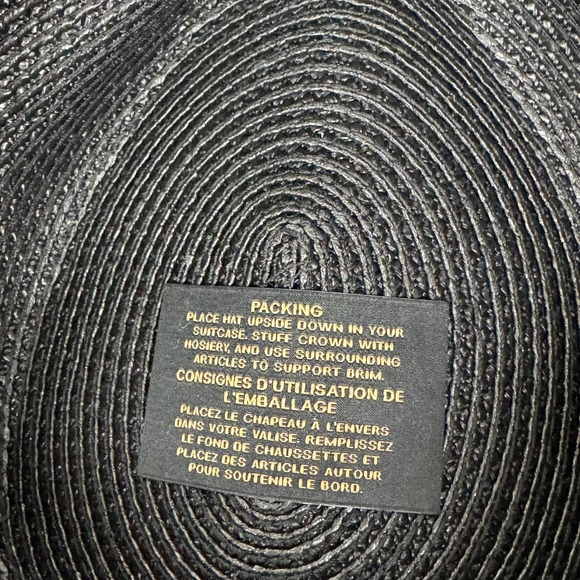 PACKING
PLACE HAT UPSIDE DOWN IN YOUR
SUITCASE. STUFF CROWN WITH
HOSIERY, AND USE SURROUNDING
ARTICLES TO SUPPORT BRIM.
CONSIGNES D'UTILISATION DE
L'EMBALLAGE
PLACEZ LE CHAPEAU À L'ENVERS
DANS VOTRE VALISE. REMPLISSEZ
LE FOND DE CHAUSSETTES ET
PLACEZ DES ARTICLES AUTOUR
POUR SOUTENIR LE BORD.